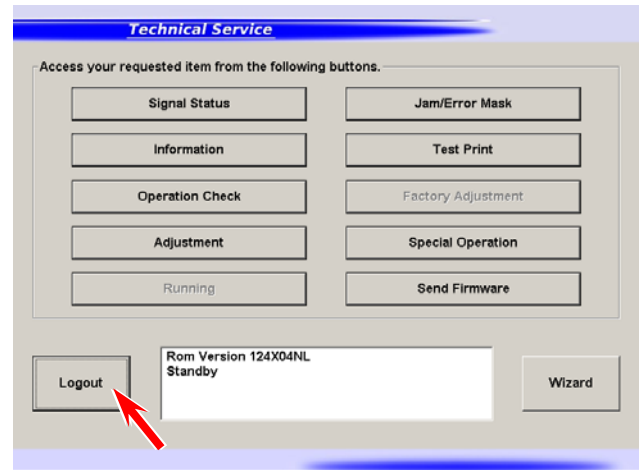 Technical Service
Access your requested item from the following buttons.
Signal Status
Jam/Error Mask
Information
Test Print
Operation Check
Factory Adjustment
Adjustment
Special Operation
Running
Send Firmware
Logout
Rom Version 124X04NL
Standby
Wizard